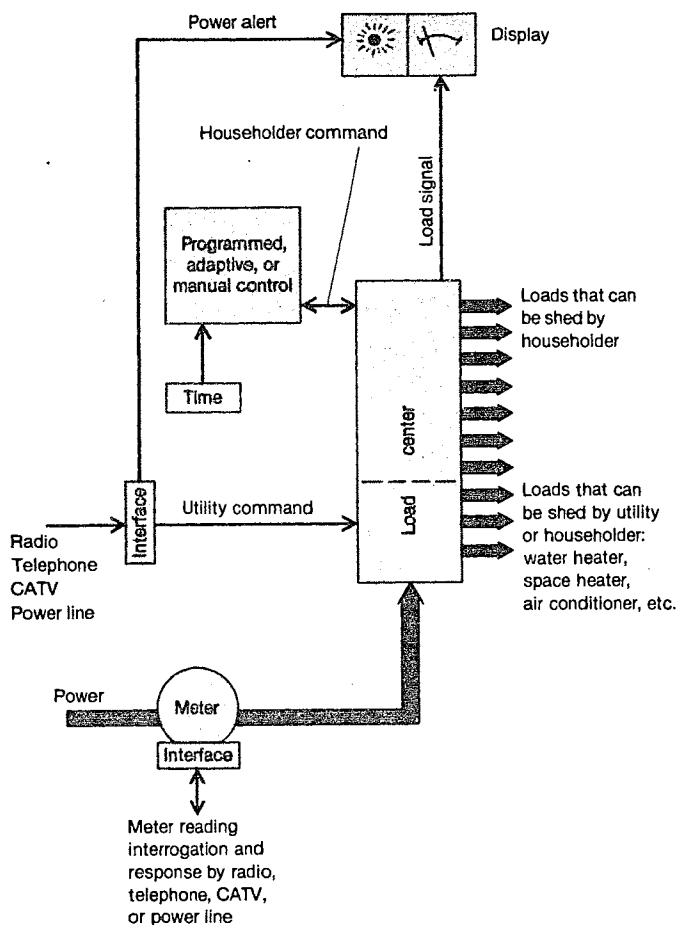 Power alert
Display
Householder command
Load signal
Programmed,
adaptive, or
manual control
Loads that can
be shed by
householder
Time
Load center
Interface
Utility command
Loads that can
be shed by utility
or householder:
water heater,
space heater,
air conditioner, etc.
Radio
Telephone
CATV
Power line
Power
Meter
Interface
Meter reading
interrogation and
response by radio,
telephone, CATV,
or power line